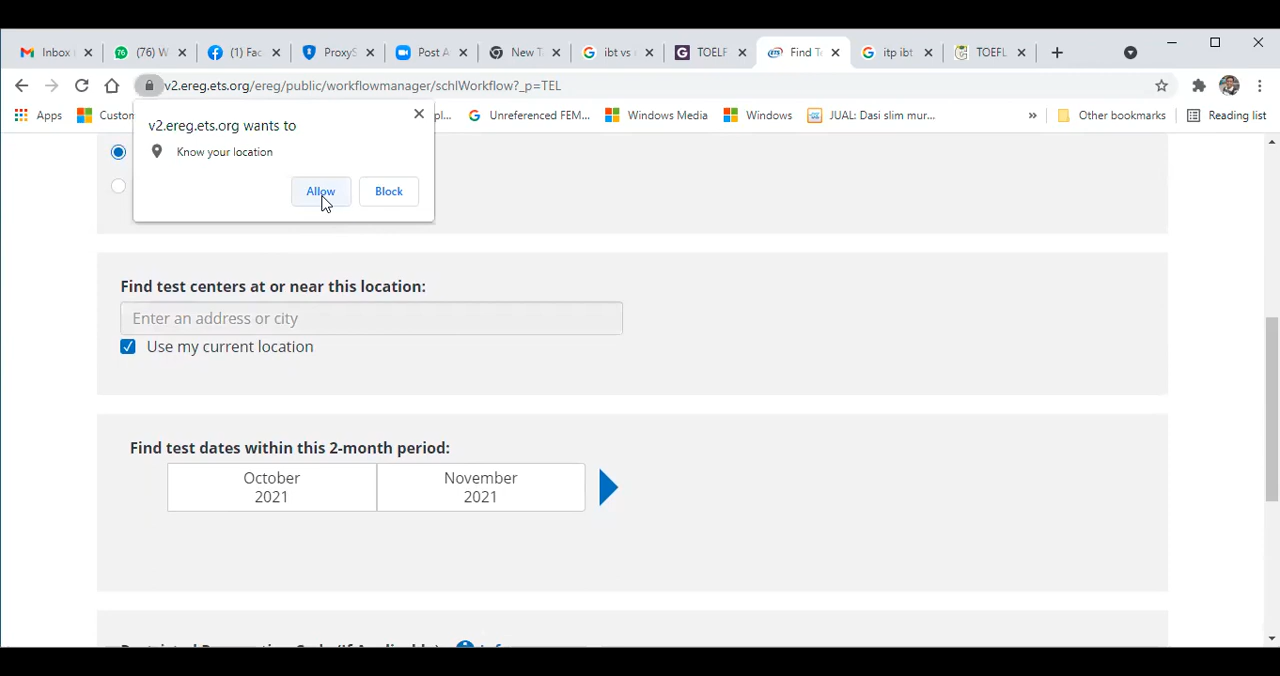 Inbox
(76) W
(1) Fac
ProxyS
Post A
New T
ibt vs
TOELF
Find T
itp ibt
TOEFL
v2.ereg.ets.org/ereg/public/workflowmanager/schlWorkflow?_p=TEL
Apps
Custom
pl...
Unreferenced FEM...
Windows Media
Windows
JUAL: Dasi slim mur...
»
Other bookmarks
Reading list
v2.ereg.ets.org wants to
Know your location
Allow
Block
Find test centers at or near this location:
Enter an address or city
Use my current location
Find test dates within this 2-month period:
October
2021
November
2021